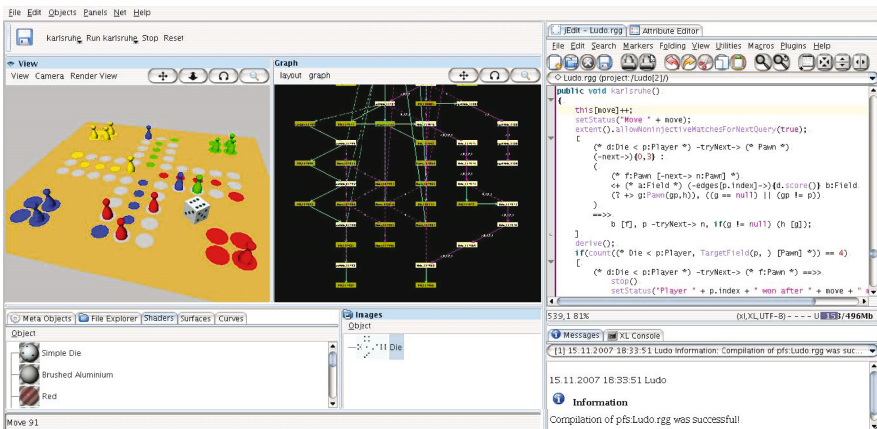 File Edit Objects Panels Net Help
karlsruhe Run karlsruhe Stop Reset
View
View Camera Render View
Graph
layout graph
Meta Objects File Explorer Shaders Surfaces Curves
Object
Simple Die
Brushed Aluminium
Red
Images
Object
Die
Move 91
jEdit - Ludo.rgg Attribute Editor
File Edit Search Markers Folding View Utilities Macros Plugins Help
Ludo.rgg (project:/Ludo[2]/)
public void karlsruhe()
{
this[move]++;
setStatus("Move " + move);
extent().allowNoninjectiveMatchesForNextQuery(true);
[
(* d:Die < p:Player *) -tryNext-> (* Pawn *)
(-next->){0,3} :
(
(* f:Pawn [-next-> n:Pawn] *)
<+ (* a:Field *) (-edges[p.index]->){d.score()} b:Field
(? +> g:Pawn(gp,h)), ((g == null) || (gp != p))
)
==>>
b [f], p -tryNext-> n, if(g != null) (h [g]);
]
derive();
if(count((* Die < p:Player, TargetField(p, ) [Pawn] *)) == 4)
[
(* d:Die < p:Player *) -tryNext-> (* f:Pawn *) ==>>
stop()
setStatus("Player " + p.index + " won after " + move + " m
539,1 81%
(xl,XL,UTF-8) - - - - U 153/496Mb
Messages XL Console
[1] 15.11.2007 18:33:51 Ludo Information: Compilation of pfs:Ludo.rgg was suc...
15.11.2007 18:33:51 Ludo
Information
Compilation of pfs:Ludo.rgg was successful!